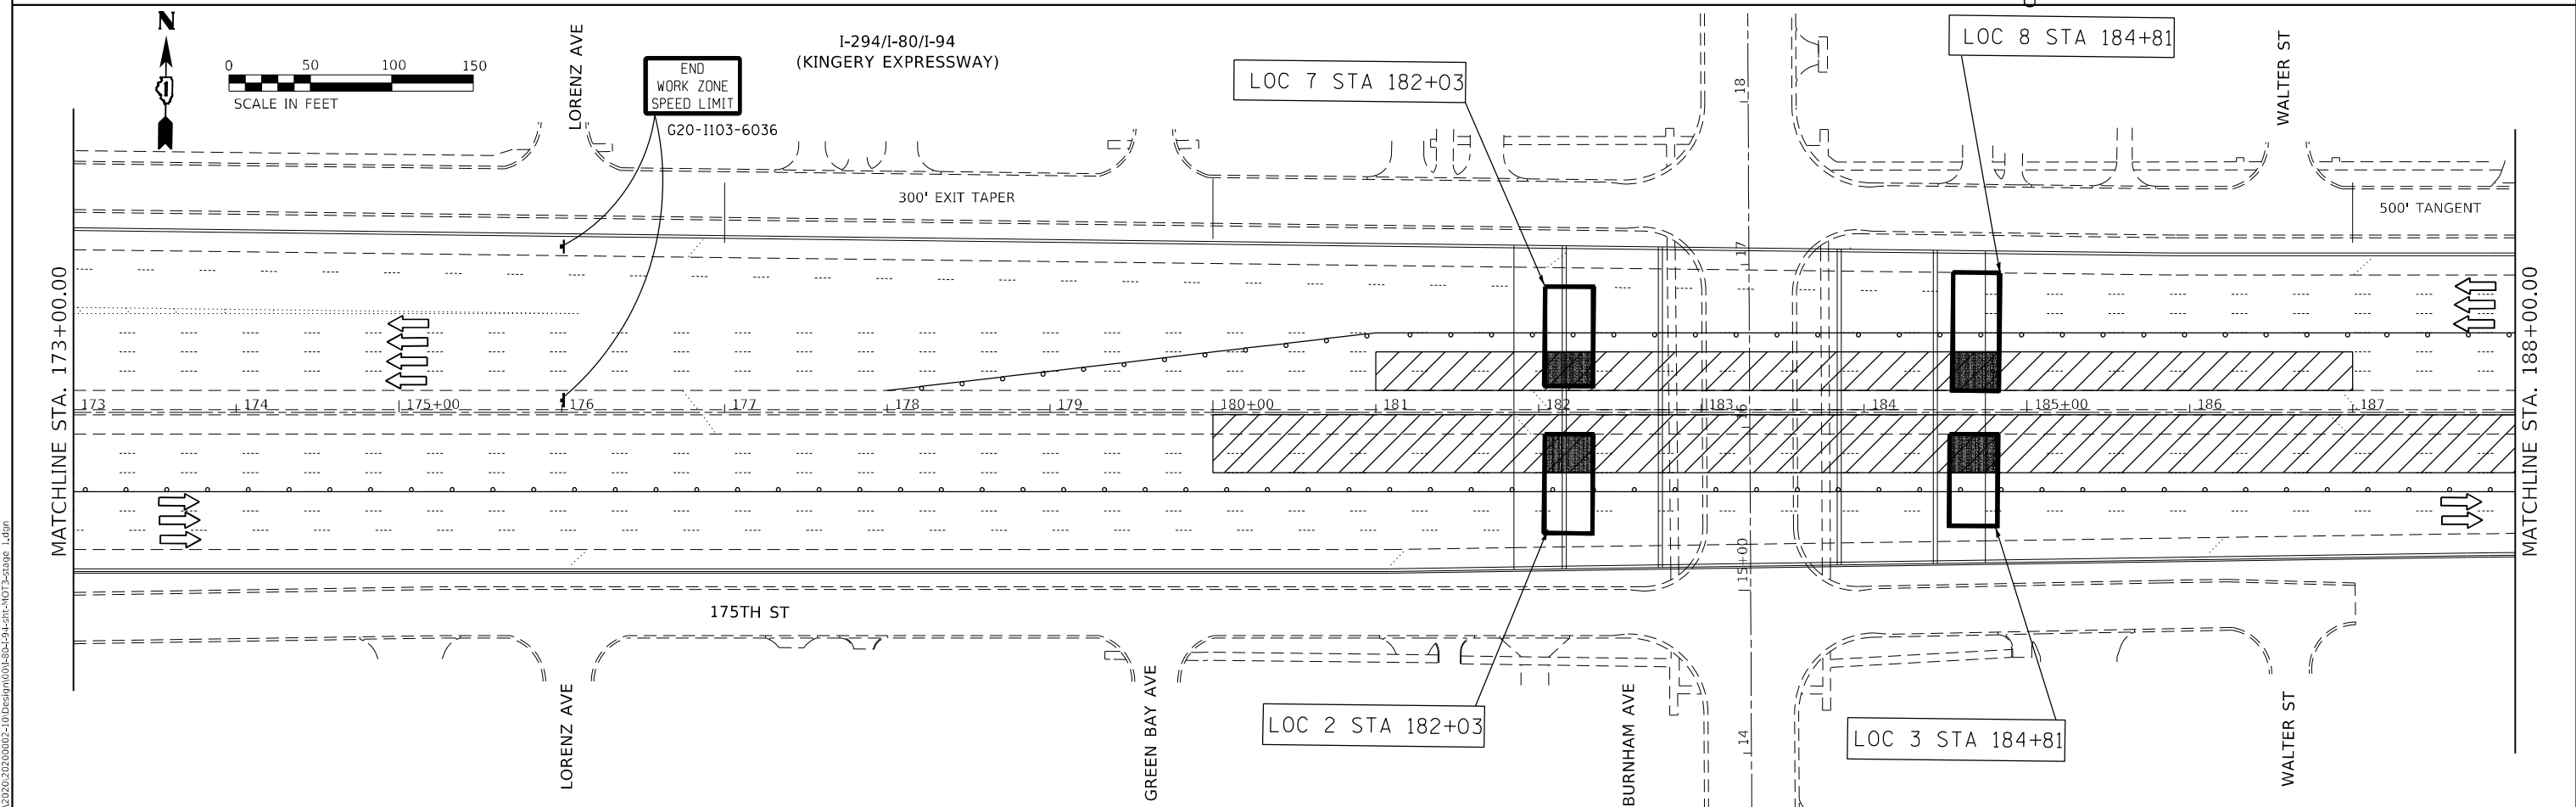 N
0 50 100 150
SCALE IN FEET
LORENZ AVE
I-294/I-80/I-94
(KINGERY EXPRESSWAY)
END
WORK ZONE
SPEED LIMIT
G20-I103-6036
LOC 7 STA 182+03
LOC 8 STA 184+81
WALTER ST
18
300' EXIT TAPER
500' TANGENT
17
MATCHLINE STA. 173+00.00
MATCHLINE STA. 188+00.00
173 174 175+00 176 177 178 179 180+00 181 182 183 184 185+00 186 187
16
15+00
175TH ST
LORENZ AVE
GREEN BAY AVE
LOC 2 STA 182+03
BURNHAM AVE
14
LOC 3 STA 184+81
WALTER ST